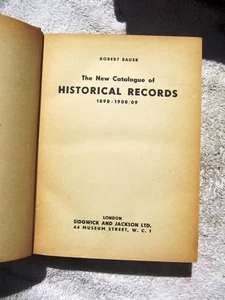 ROBERT BAUER
The New Catalogue of
HISTORICAL RECORDS
1898-1908/09
LONDON
SIDGWICK AND JACKSON LTD.
44 MUSEUM STREET, W. C. 1